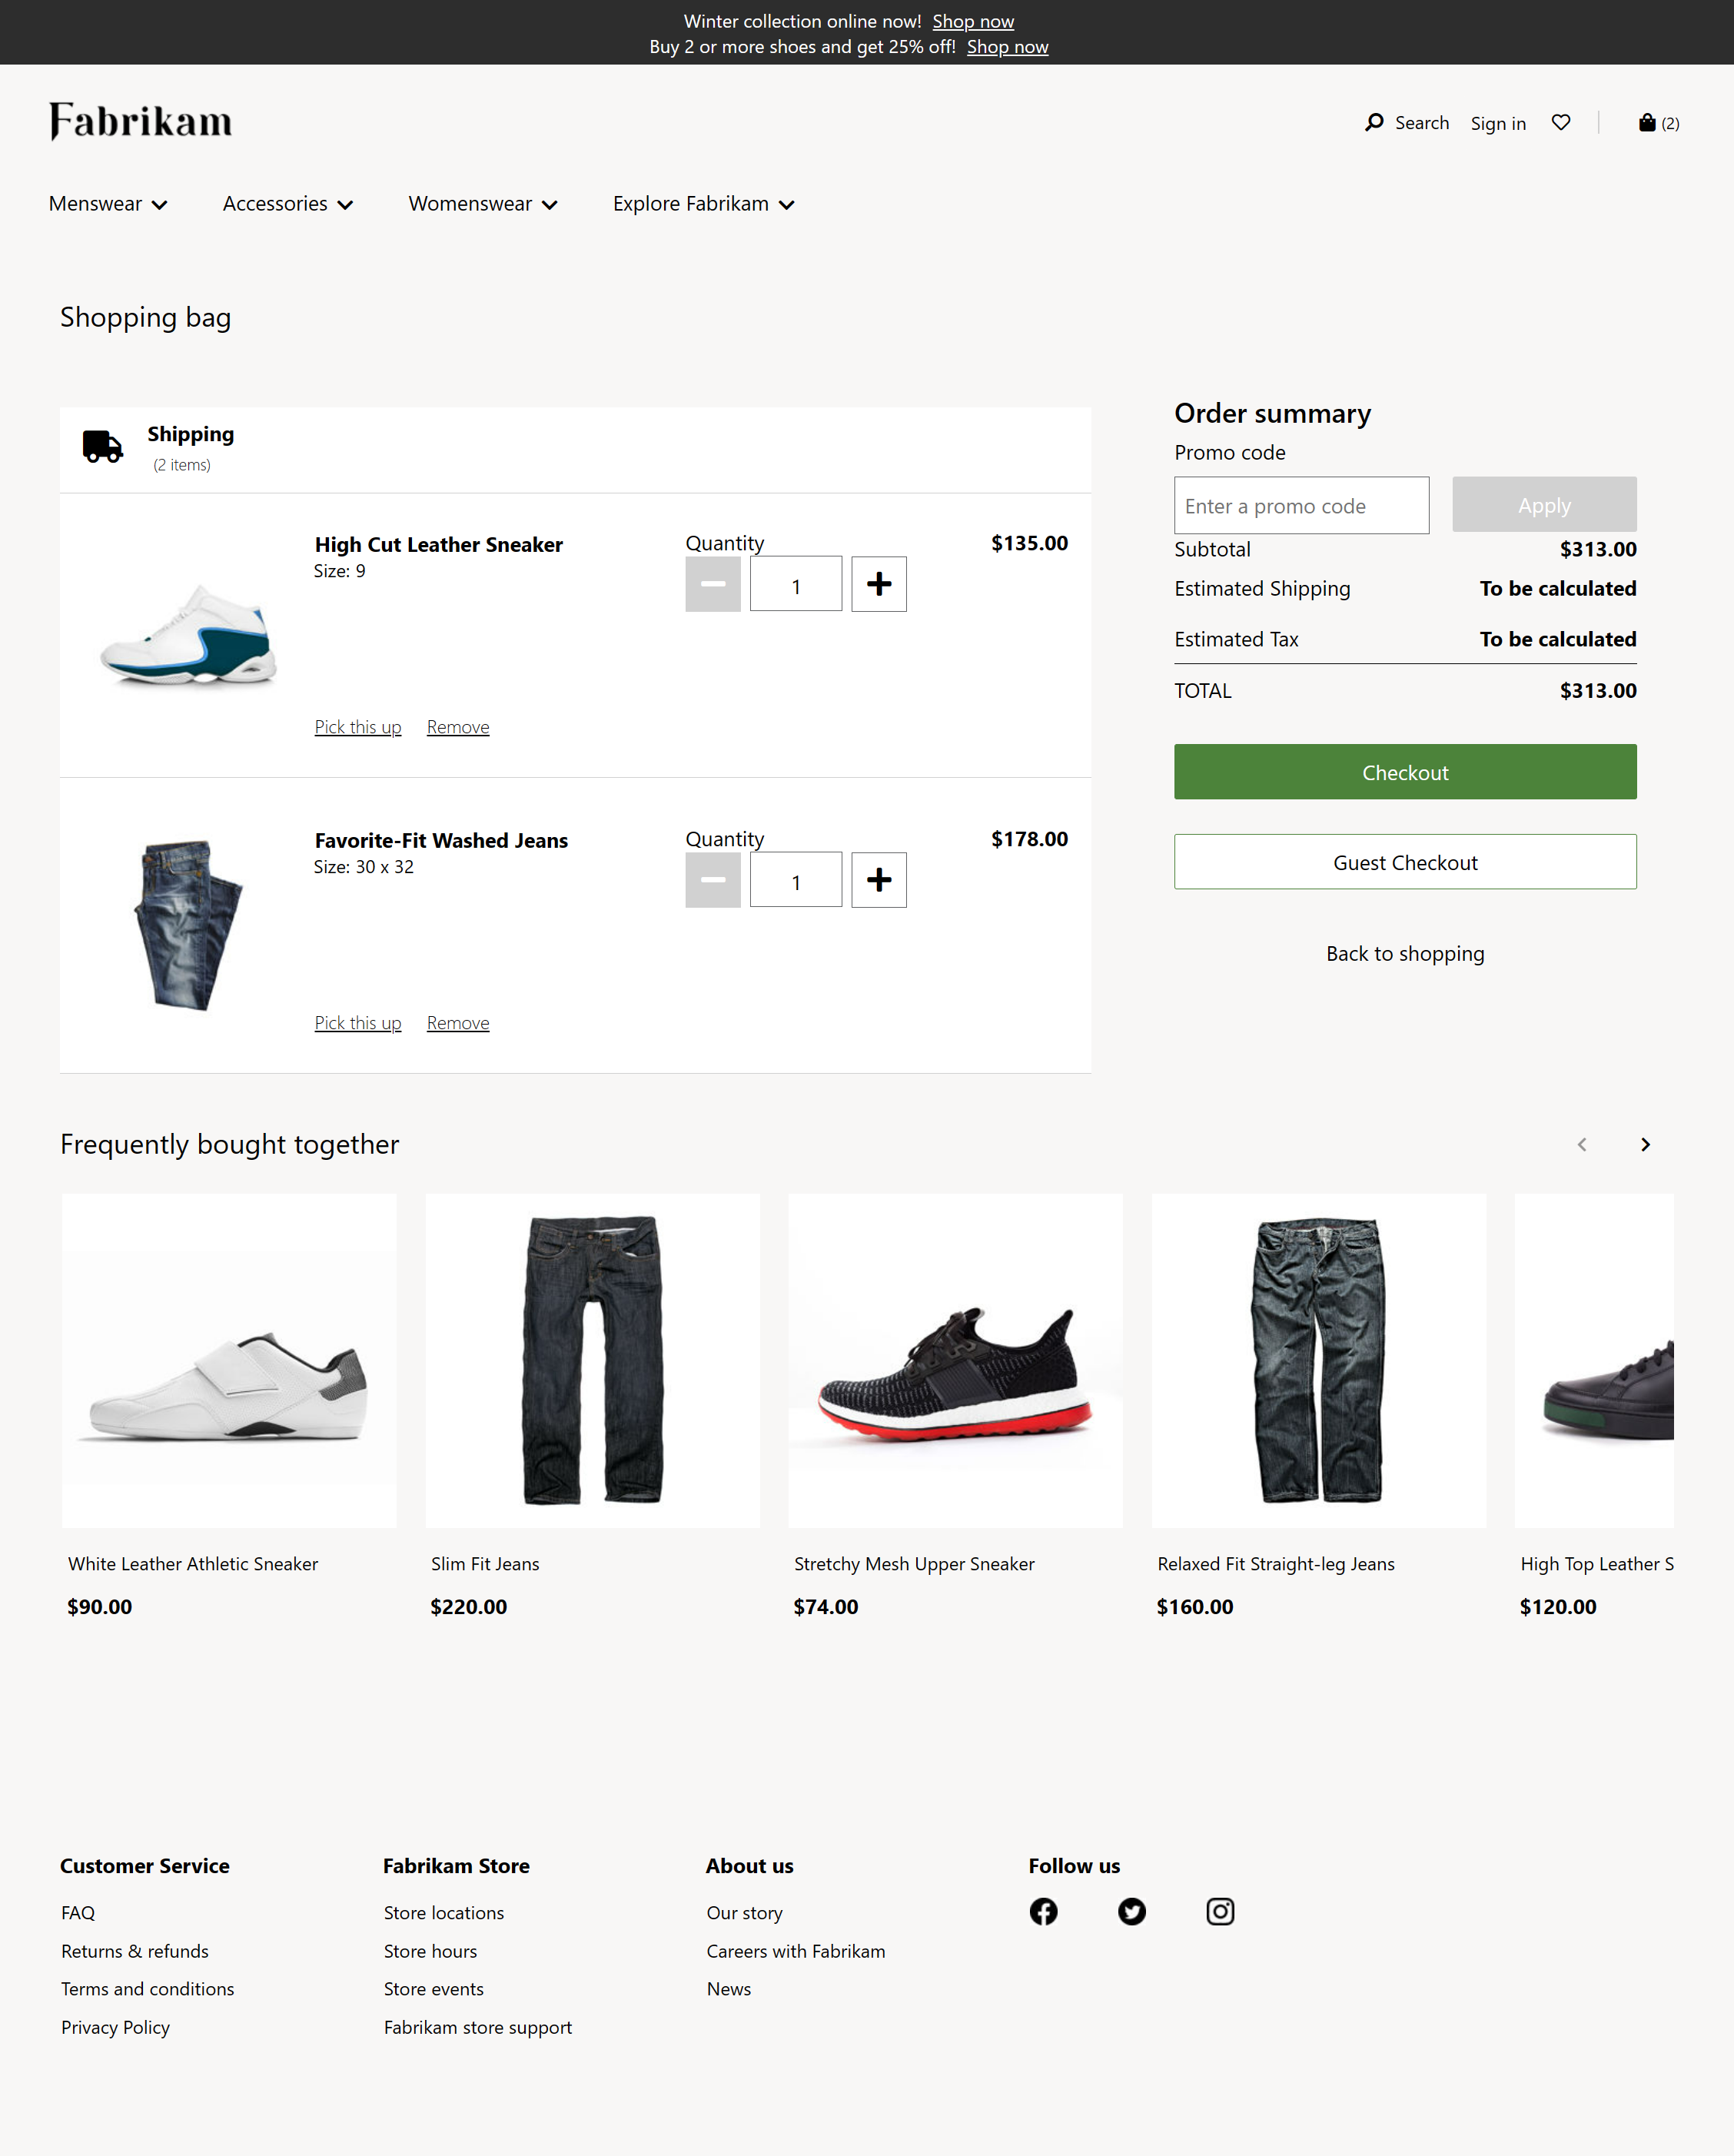 Winter collection online now! Shop now
Buy 2 or more shoes and get 25% off! Shop now
Fabrikam
Search Sign in (2)
Menswear Accessories Womenswear Explore Fabrikam
Shopping bag
Shipping
(2 items)
High Cut Leather Sneaker
Size: 9
Quantity
1
$135.00
Pick this up Remove
Favorite-Fit Washed Jeans
Size: 30 x 32
Quantity
1
$178.00
Pick this up Remove
Order summary
Promo code
Enter a promo code Apply
Subtotal $313.00
Estimated Shipping To be calculated
Estimated Tax To be calculated
TOTAL $313.00
Checkout
Guest Checkout
Back to shopping
Frequently bought together
White Leather Athletic Sneaker
$90.00
Slim Fit Jeans
$220.00
Stretchy Mesh Upper Sneaker
$74.00
Relaxed Fit Straight-leg Jeans
$160.00
High Top Leather S
$120.00
Customer Service
FAQ
Returns & refunds
Terms and conditions
Privacy Policy
Fabrikam Store
Store locations
Store hours
Store events
Fabrikam store support
About us
Our story
Careers with Fabrikam
News
Follow us